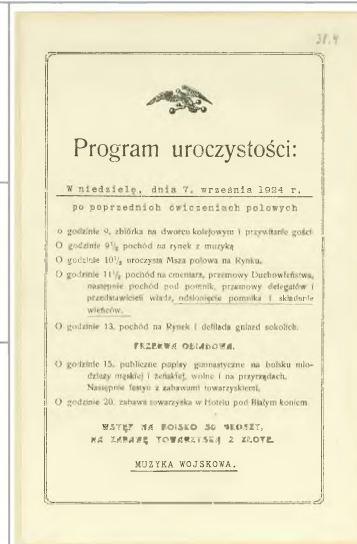 38.4
Program uroczystości:
W niedzielę, dnia 7. września 1924 r.
po poprzednich ćwiczeniach polowych
o godzinie 9, zbiórka na dworcu kolejowym i przywitanie gości
O godzinie 9½ pochód na rynek z muzyką
O godzinie 10½ uroczysta Msza polowa na Rynku.
O godzinie 11½ pochód na cmentarz, przemowy Duchowieństwa,
następnie pochód pod pomnik, przemowy delegatów i
przedstawicieli władz, odsłonięcie pomnika i składanie
wieńców.
O godzinie 13, pochód na Rynek i defilada gniazd sokolich.
PRZERWA OBIADOWA.
O godzinie 15, publiczne popisy gimnastyczne na boisku mło-
dzieży męskiej i żeńskiej, wolne i na przyrządach.
Następnie festyn z zabawami towarzyskiemi.
O godzinie 20, zabawa towarzyska w Hotelu pod Białym koniem
WSTĘP NA BOISKO 50 GROSZY,
NA ZABAWĘ TOWARZYSKĄ 2 ZŁOTE.
MUZYKA WOJSKOWA.